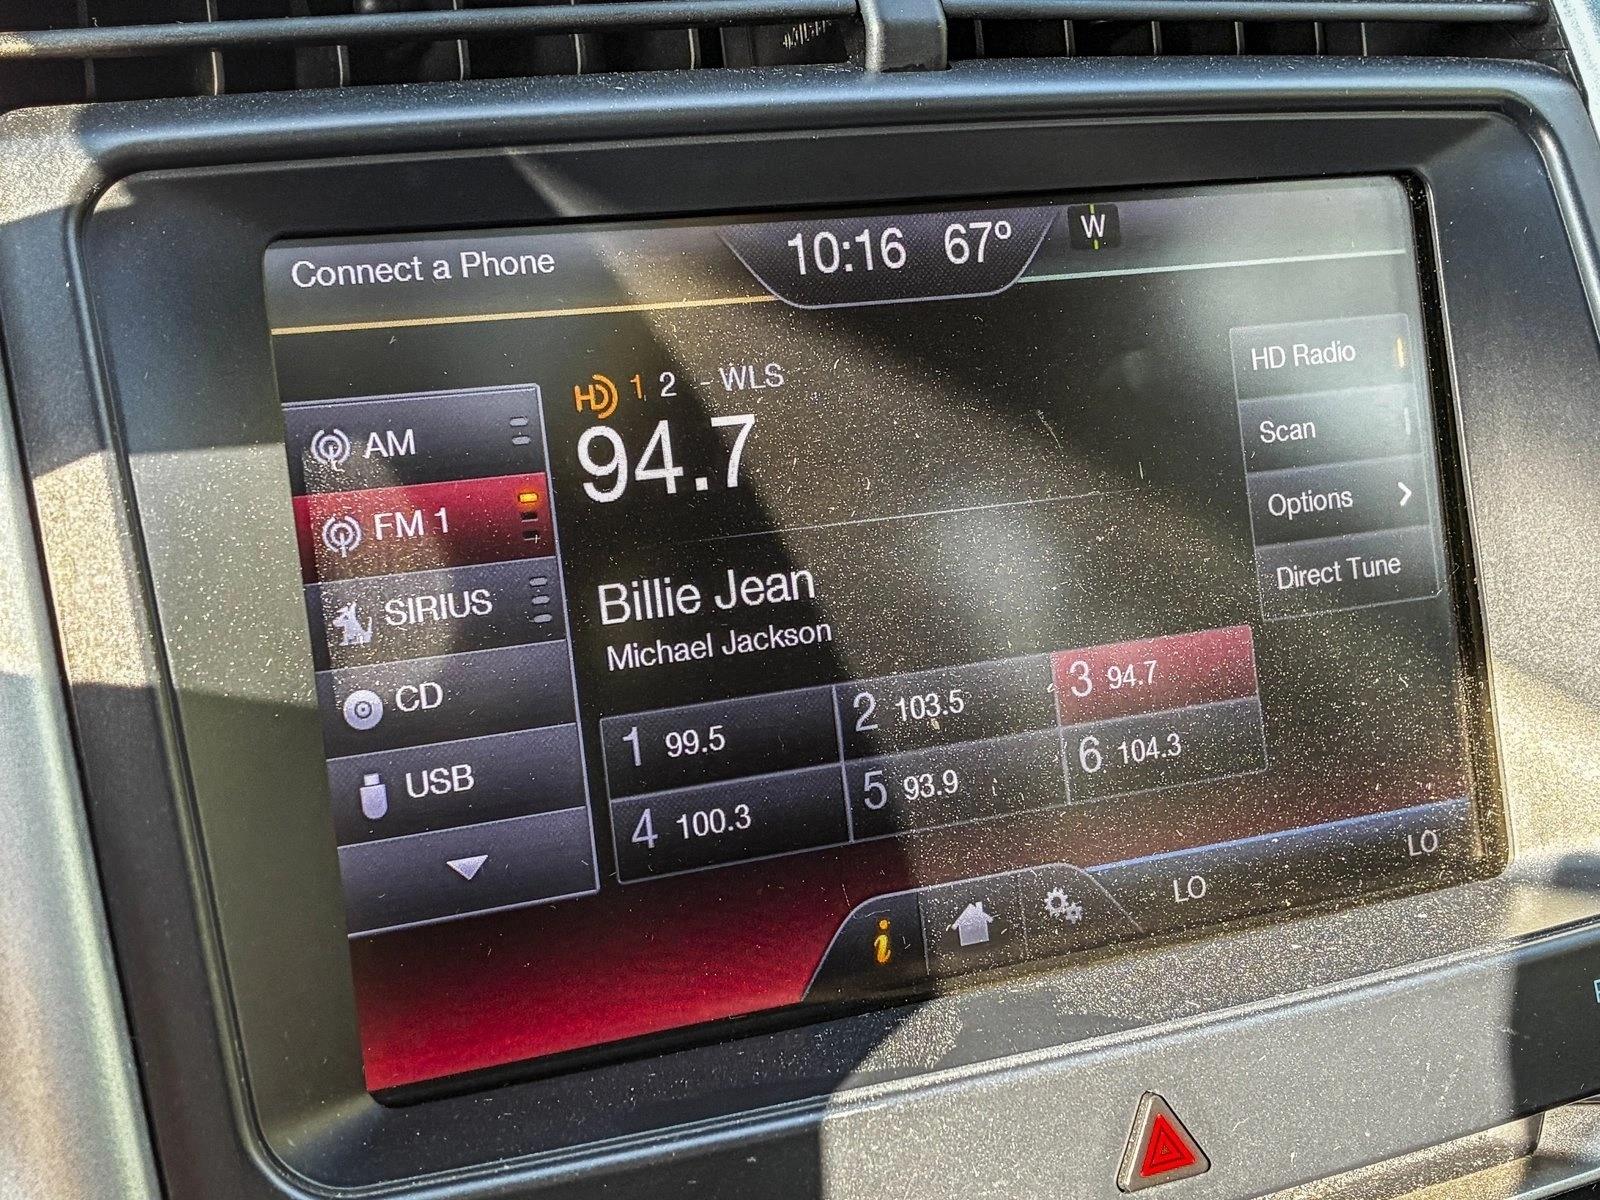 Connect a Phone
10:16 67°
W
HD 1 2 - WLS
94.7
AM
FM 1
SIRIUS
CD
USB
Billie Jean
Michael Jackson
1 99.5
2 103.5
3 94.7
4 100.3
5 93.9
6 104.3
HD Radio
Scan
Options
Direct Tune
i
LO
LO